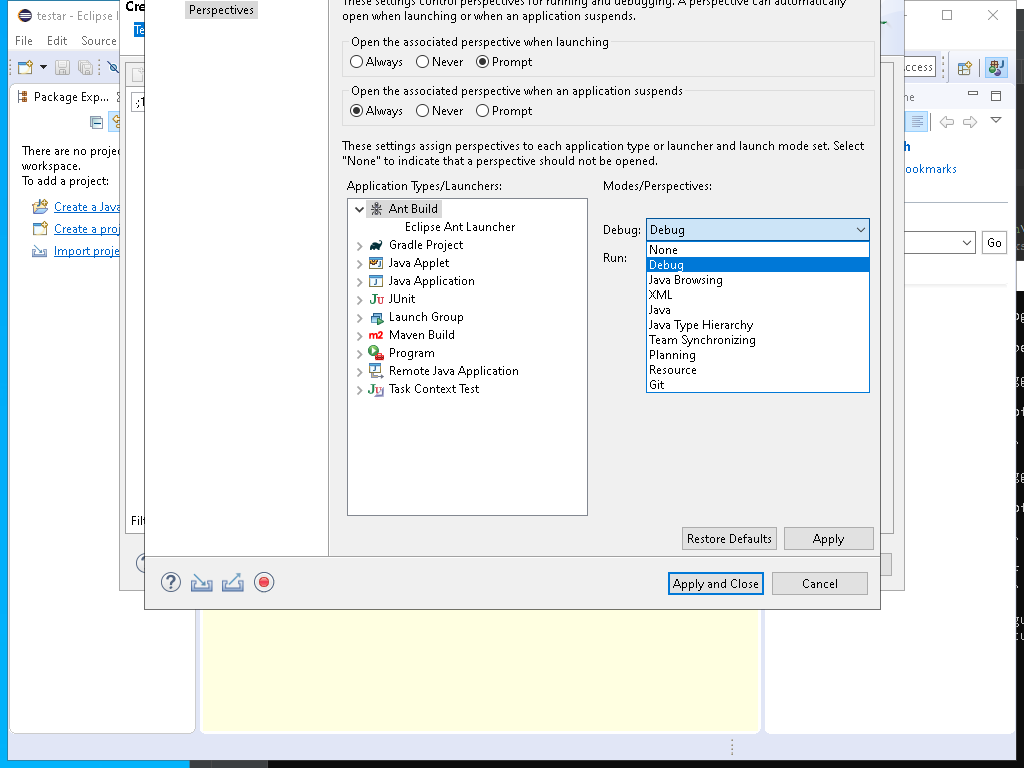 testar - Eclipse I
File Edit Source
Cre
Te
Perspectives
These settings control perspectives for running and debugging. A perspective can automatically
open when launching or when an application suspends.
Open the associated perspective when launching
Always Never Prompt
Open the associated perspective when an application suspends
Always Never Prompt
These settings assign perspectives to each application type or launcher and launch mode set. Select
"None" to indicate that a perspective should not be opened.
Application Types/Launchers:
Ant Build
Eclipse Ant Launcher
Gradle Project
Java Applet
Java Application
JUnit
Launch Group
Maven Build
Program
Remote Java Application
Task Context Test
Modes/Perspectives:
Debug: Debug
Run:
None
Debug
Java Browsing
XML
Java
Java Type Hierarchy
Team Synchronizing
Planning
Resource
Git
Restore Defaults Apply
Apply and Close Cancel
Package Exp...
There are no proje
workspace.
To add a project:
Create a Java
Create a proj
Import proje
Filt
ccess
ne
h
ookmarks
Go